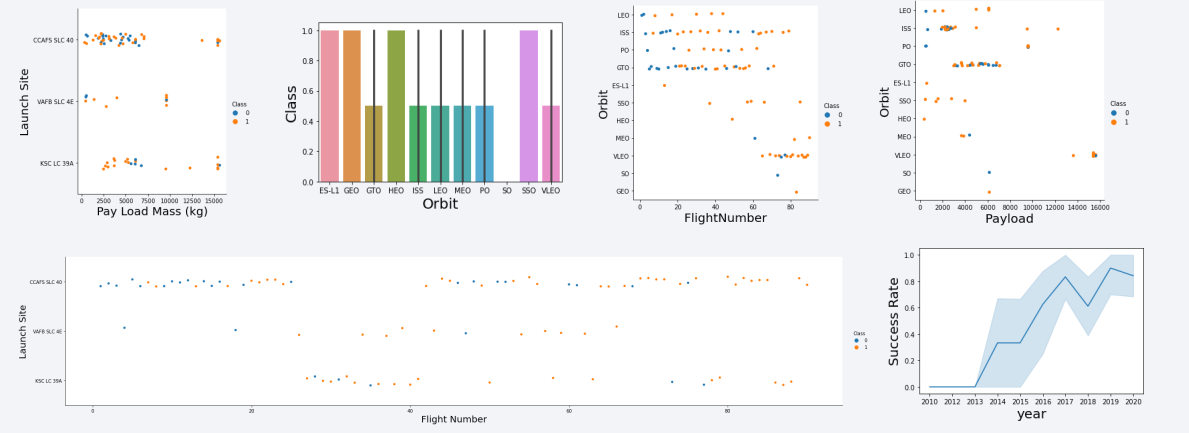 CCAFS SLC 40
VAFB SLC 4E
KSC LC 39A
Launch Site
0 2500 5000 7500 10000 12500 15000
Pay Load Mass (kg)
Class
0
1
1.0
0.8
0.6
0.4
0.2
0.0
Class
ES-L1 GEO GTO HEO ISS LEO MEO PO SO SSO VLEO
Orbit
LEO
ISS
PO
GTO
ES-L1
SSO
HEO
MEO
VLEO
SO
GEO
Orbit
0 20 40 60 80
FlightNumber
Class
0
1
LEO
ISS
PO
GTO
ES-L1
SSO
HEO
MEO
VLEO
SO
GEO
Orbit
0 2000 4000 6000 8000 10000 12000 14000 16000
Payload
Class
0
1
CCAFS SLC 40
VAFB SLC 4E
KSC LC 39A
Launch Site
0 20 40 60 80
Flight Number
Class
0
1
1.0
0.8
0.6
0.4
0.2
0.0
Success Rate
2010 2012 2013 2014 2015 2016 2017 2018 2019 2020
year